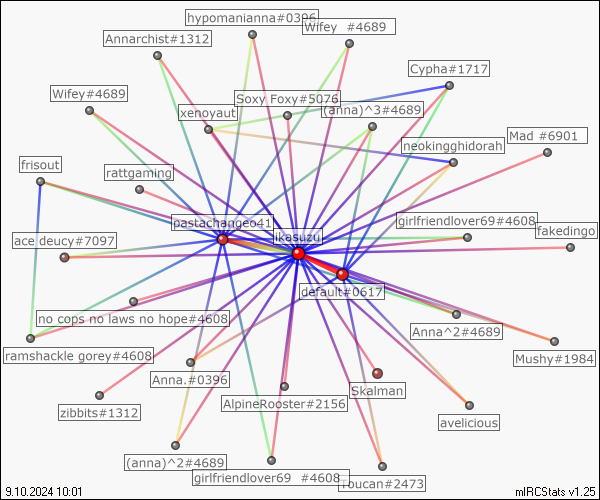 hypomanianna#0396
Wifey #4689
Annarchist#1312
Cypha#1717
Wifey#4689
Soxy Foxy#5076
(anna)^3#4689
xenoyaut
Mad #6901
neokingghidorah
frisout
rattgaming
pastachange641
girlfriendlover69#4608
ikasuzu
fakedingo
ace deucy#7097
default#0617
no cops no laws no hope#4608
Anna^2#4689
ramshackle gorey#4608
Mushy#1984
Anna.#0396
Skalman
AlpineRooster#2156
zibbits#1312
avelicious
(anna)^2#4689
girlfriendlover69 #4608
Toucan#2473
9.10.2024 10:01
mIRCStats v1.25